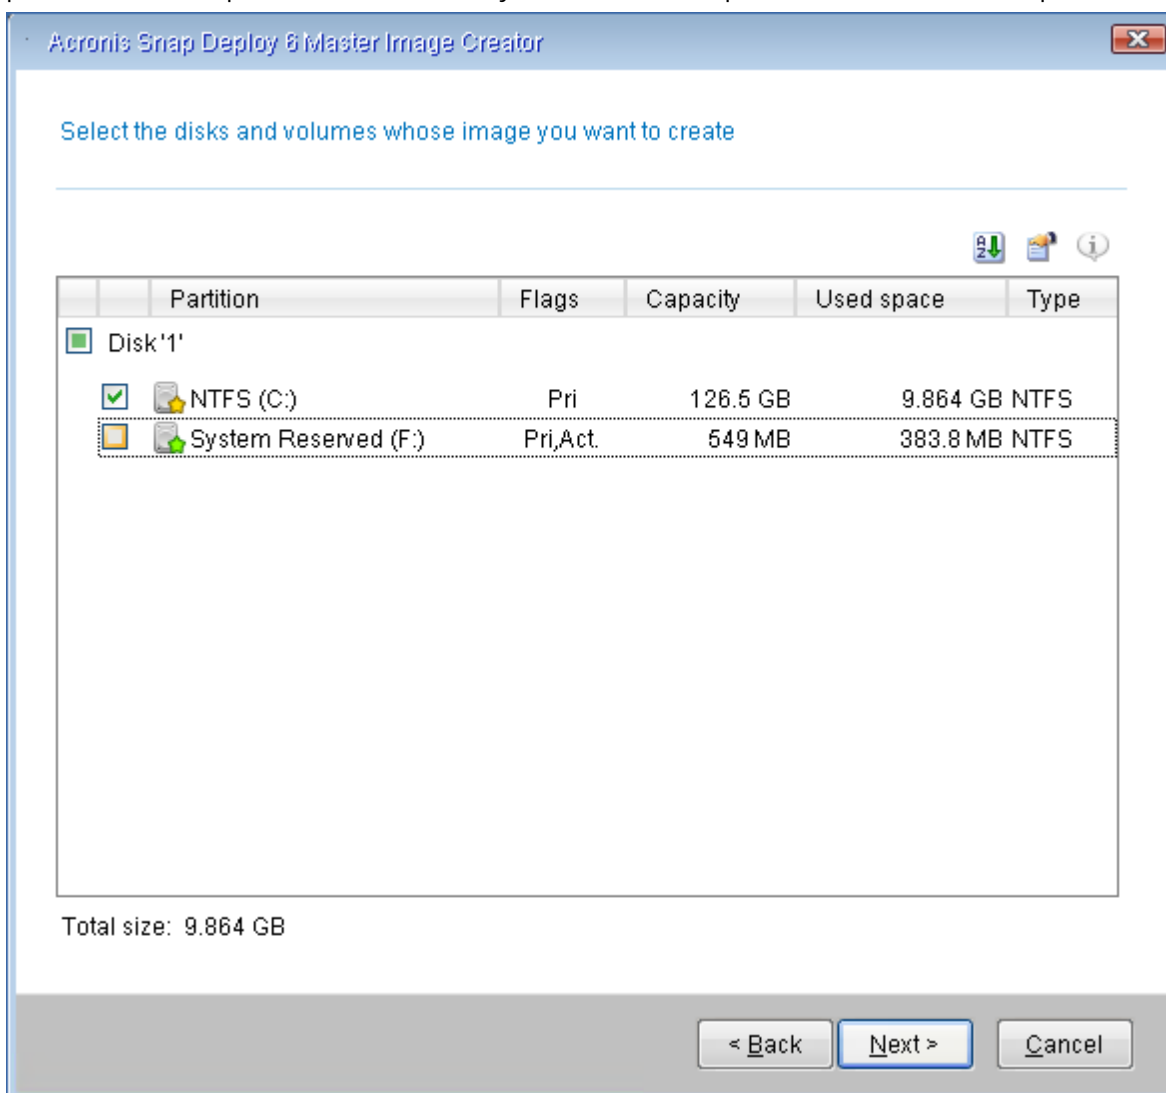 Acronis Snap Deploy 6 Master Image Creator
Select the disks and volumes whose image you want to create
Partition Flags Capacity Used space Type
Disk '1'
NTFS (C:) Pri 126.5 GB 9.864 GB NTFS
System Reserved (F:) Pri,Act. 549 MB 383.8 MB NTFS
Total size: 9.864 GB
< Back Next > Cancel